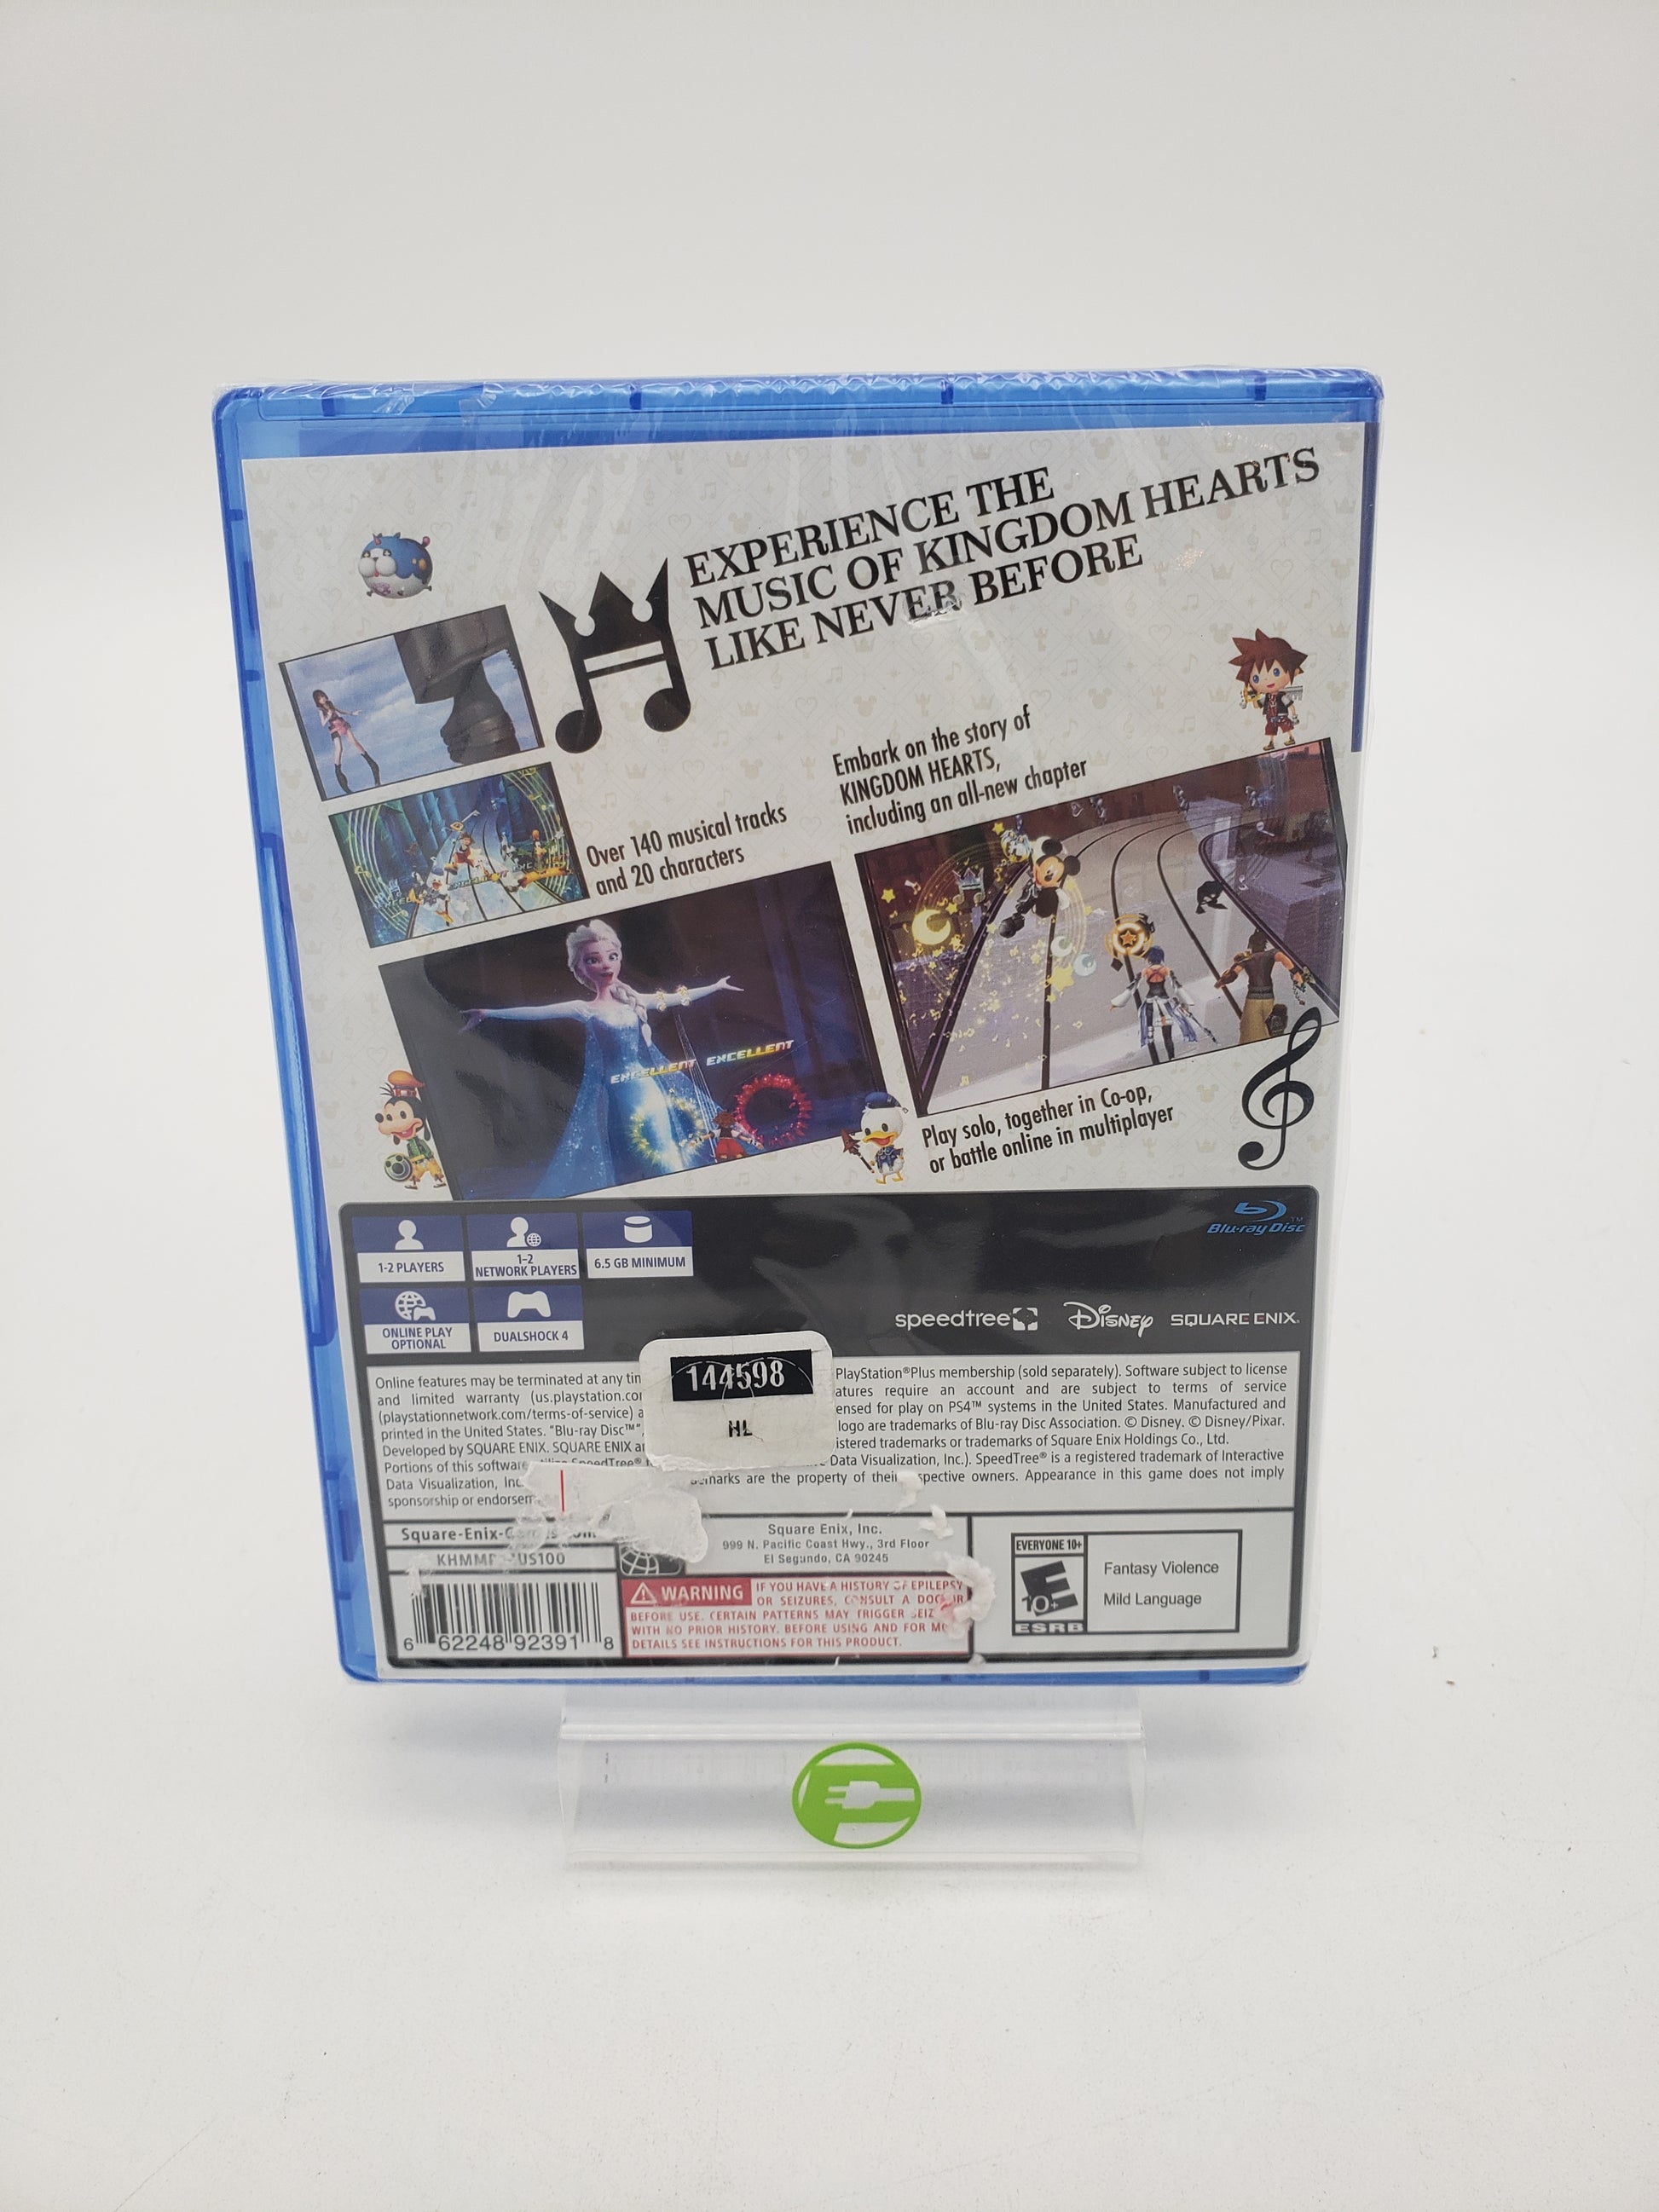 EXPERIENCE THE
MUSIC OF KINGDOM HEARTS
LIKE NEVER BEFORE
Embark on the story of
KINGDOM HEARTS,
including an all-new chapter
Over 140 musical tracks
and 20 characters
EXCELLENT EXCELLENT
Play solo, together in Co-op,
or battle online in multiplayer
Blu-ray Disc™
1-2 PLAYERS
1-2
NETWORK PLAYERS
6.5 GB MINIMUM
ONLINE PLAY
OPTIONAL
DUALSHOCK 4
speedtree
Disney
SQUARE ENIX.
144598
HL
Online features may be terminated at any PlayStation®Plus membership (sold separately). Software subject to license
and limited warranty require an account and are subject to terms of service
(playstationnetwork.com/terms-of-service) for play on PS4™ systems in the United States. Manufactured and
printed in the United States. "Blu-ray Disc™" logo are trademarks of Blu-ray Disc Association. © Disney. © Disney/Pixar.
Developed by SQUARE ENIX. SQUARE ENIX trademarks or trademarks of Square Enix Holdings Co., Ltd.
Portions of this software SpeedTree® Data Visualization, Inc.). SpeedTree® is a registered trademark of Interactive
Data Visualization, are the property of their owners. Appearance in this game does not imply
sponsorship or
KHMM
US100
6 62248 92391 8
Square Enix, Inc.
999 N. Pacific Coast Hwy., 3rd Floor
El Segundo, CA 90245
WARNING IF YOU HAVE A HISTORY OF EPILEPSY
OR SEIZURES, CONSULT A DOCTOR
BEFORE USE. CERTAIN PATTERNS MAY TRIGGER
WITH NO PRIOR HISTORY. BEFORE USING AND FOR
DETAILS SEE INSTRUCTIONS FOR THIS PRODUCT.
EVERYONE 10+
E
10+
ESRB
Fantasy Violence
Mild Language